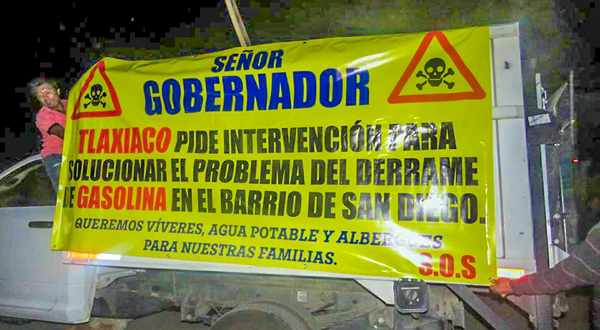 SEÑOR
GOBERNADOR
TLAXIACO PIDE INTERVENCIÓN PARA
SOLUCIONAR EL PROBLEMA DEL DERRAME
DE GASOLINA EN EL BARRIO DE SAN DIEGO.
QUEREMOS VÍVERES, AGUA POTABLE Y ALBERGUES
PARA NUESTRAS FAMILIAS.
S.O.S